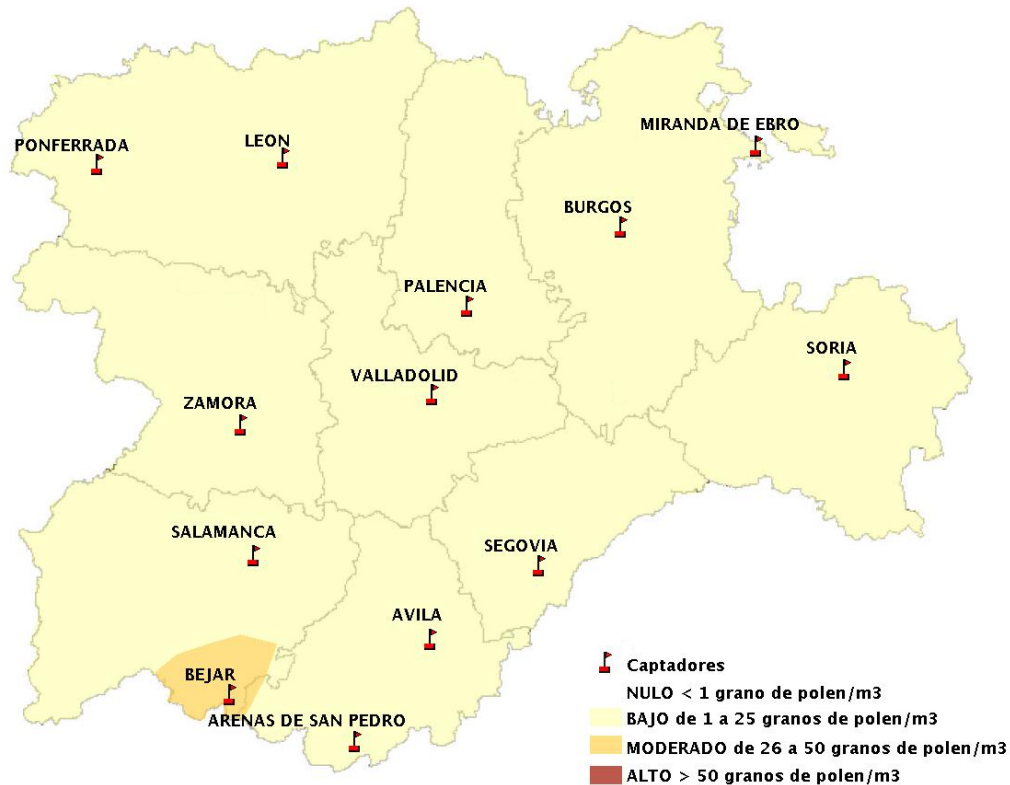 MIRANDA DE EBRO
PONFERRADA
LEON
BURGOS
PALENCIA
SORIA
VALLADOLID
ZAMORA
SALAMANCA
SEGOVIA
AVILA
BEJAR
ARENAS DE SAN PEDRO
Captadores
NULO < 1 grano de polen/m3
BAJO de 1 a 25 granos de polen/m3
MODERADO de 26 a 50 granos de polen/m3
ALTO > 50 granos de polen/m3